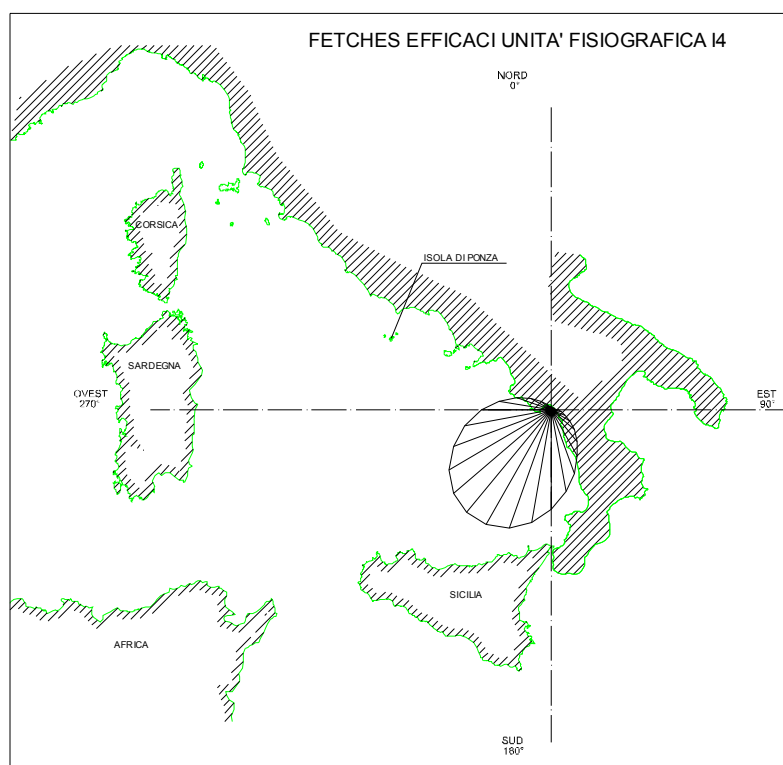 FETCHES EFFICACI UNITA' FISIOGRAFICA I4
NORD
0°
CORSICA
ISOLA DI PONZA
SARDEGNA
OVEST
270°
EST
90°
SICILIA
AFRICA
SUD
180°